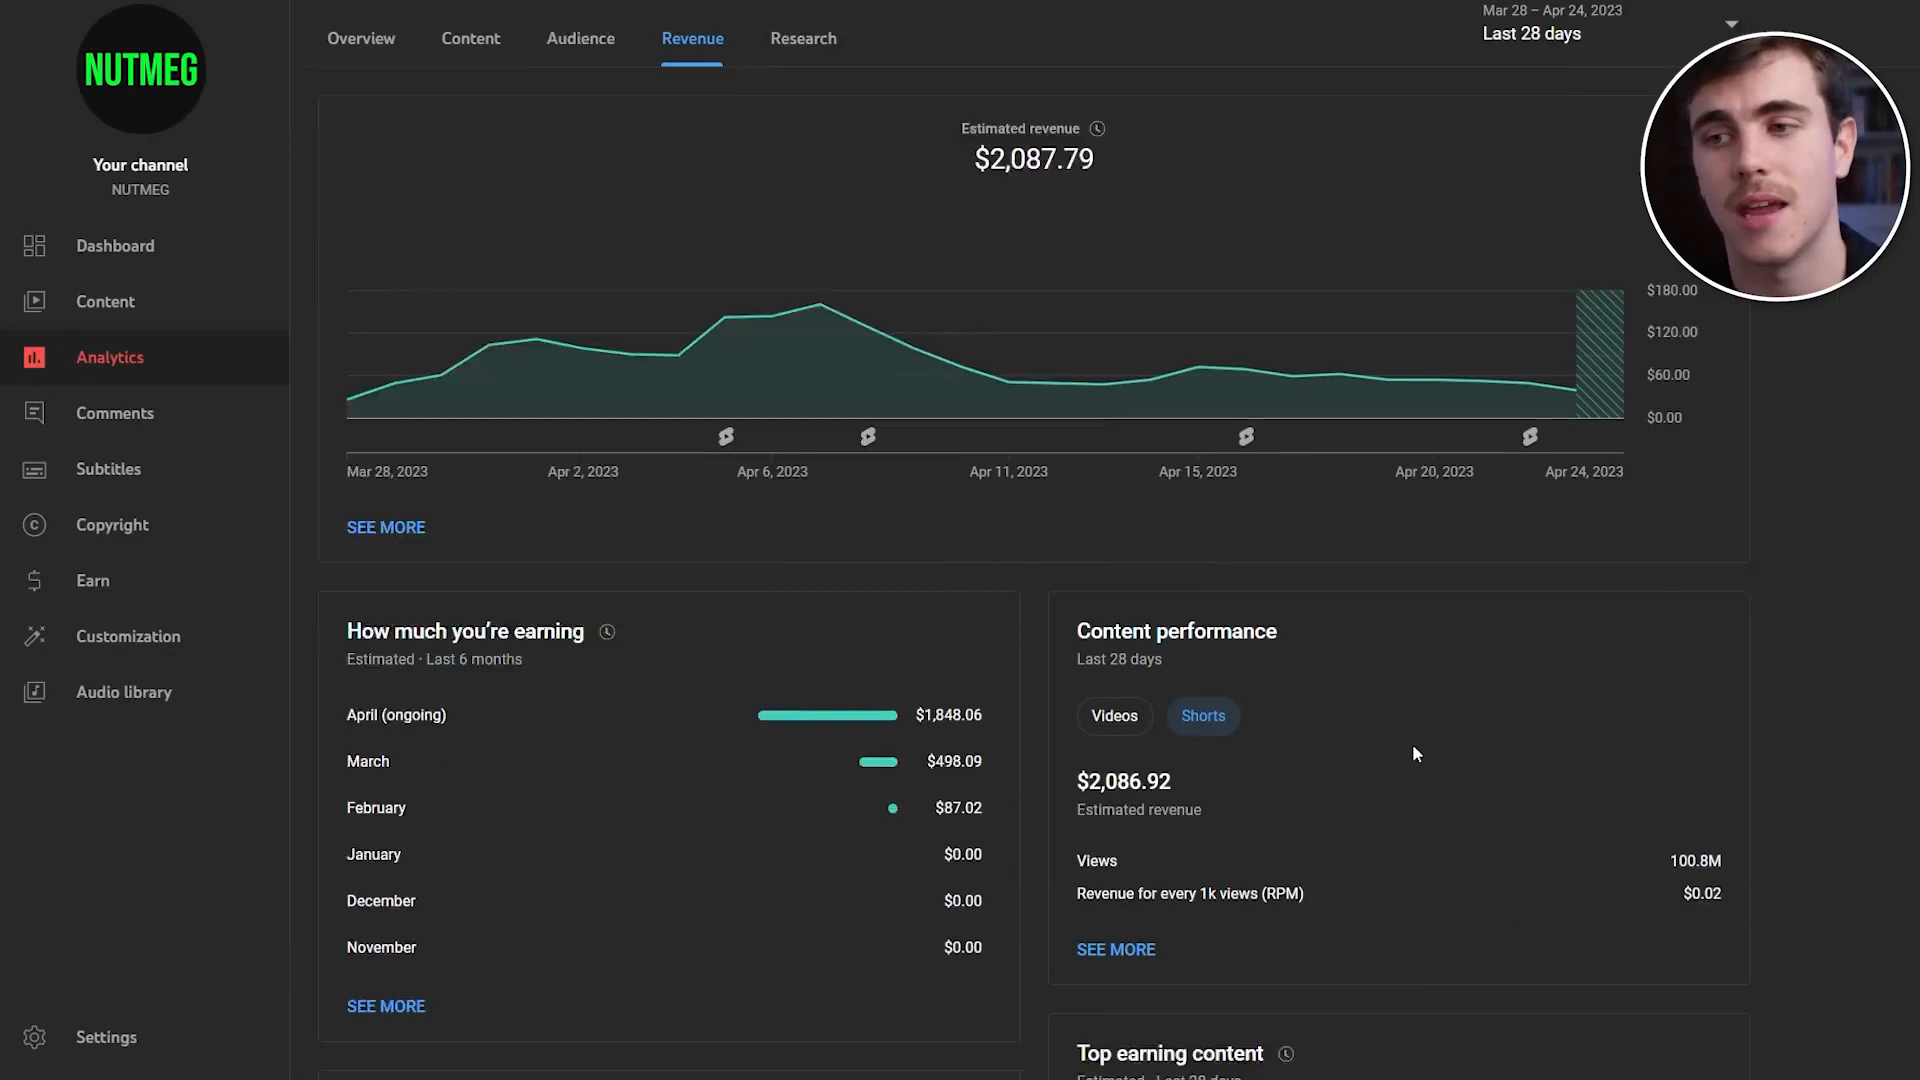 NUTMEG
Your channel
NUTMEG
Dashboard
Content
Analytics
Comments
Subtitles
Copyright
Earn
Customization
Audio library
Settings
Overview Content Audience Revenue Research
Mar 28 – Apr 24, 2023
Last 28 days
Estimated revenue
$2,087.79
$180.00
$120.00
$60.00
$0.00
Mar 28, 2023 Apr 2, 2023 Apr 6, 2023 Apr 11, 2023 Apr 15, 2023 Apr 20, 2023 Apr 24, 2023
SEE MORE
How much you’re earning
Estimated · Last 6 months
April (ongoing) $1,848.06
March $498.09
February $87.02
January $0.00
December $0.00
November $0.00
SEE MORE
Content performance
Last 28 days
Videos Shorts
$2,086.92
Estimated revenue
Views 100.8M
Revenue for every 1k views (RPM) $0.02
SEE MORE
Top earning content
Estimated · Last 28 days